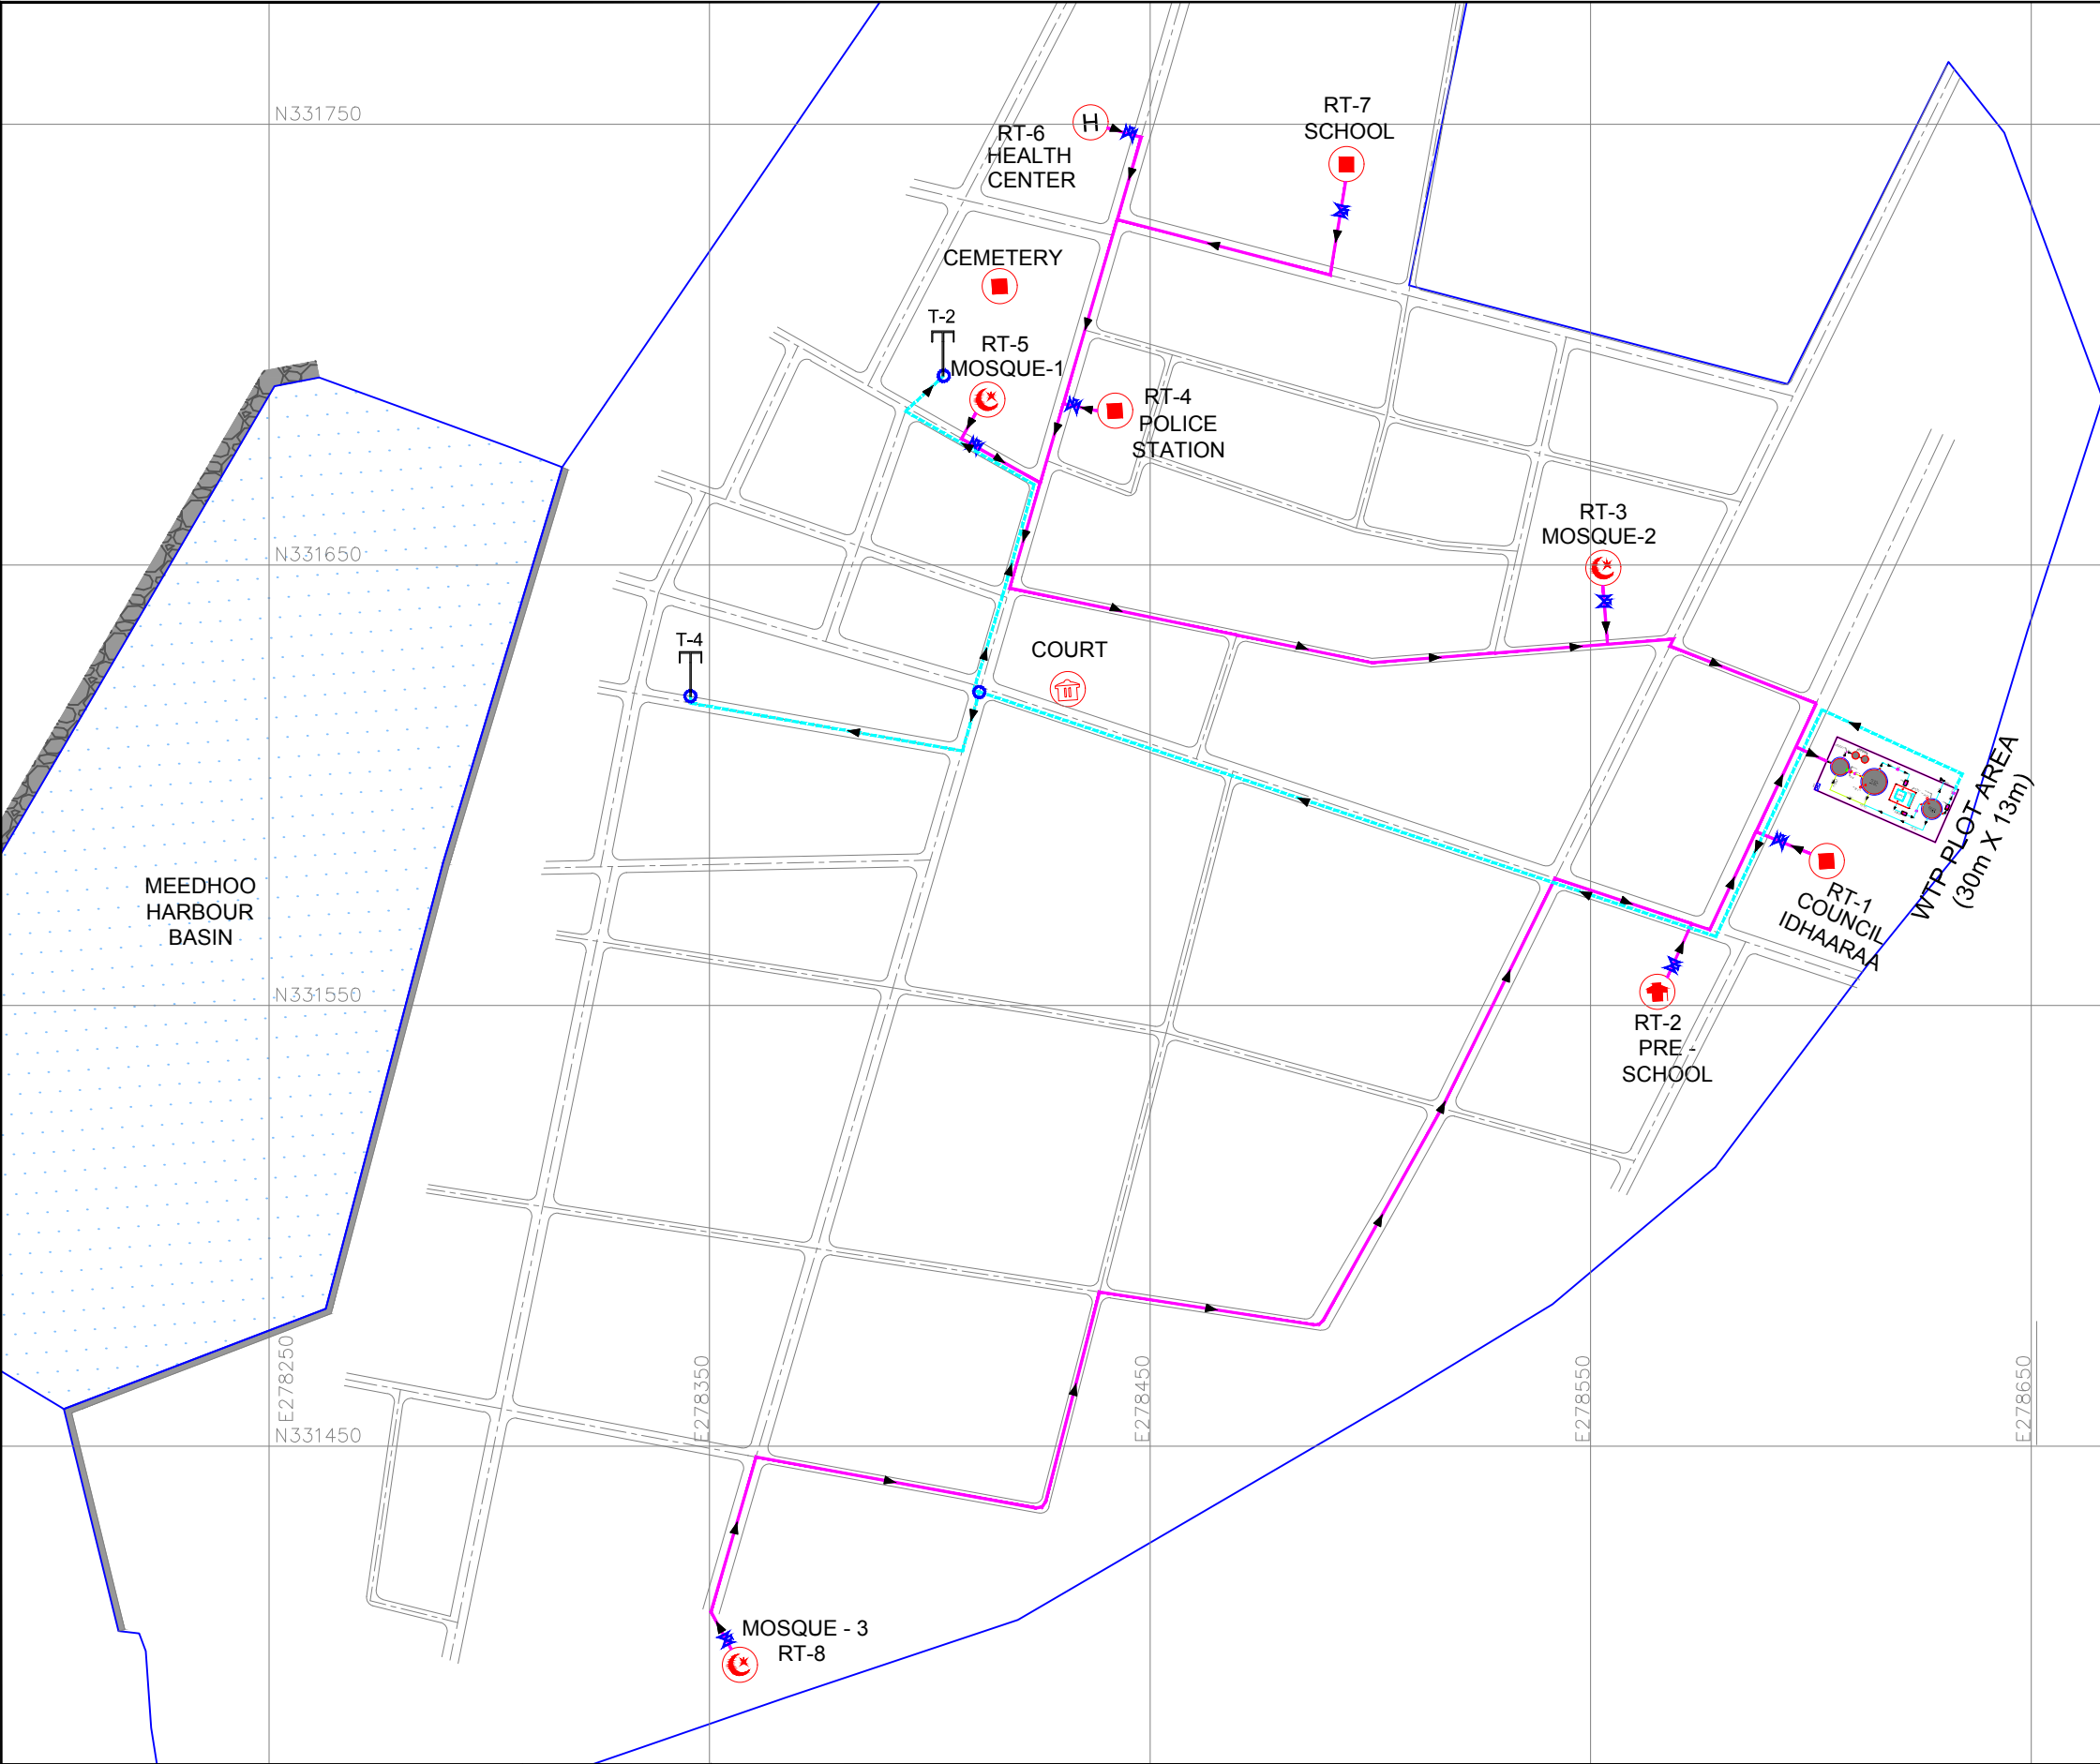 N331750
H
RT-6
HEALTH
CENTER
RT-7
SCHOOL
CEMETERY
T-2
RT-5
MOSQUE-1
RT-4
POLICE
STATION
RT-3
MOSQUE-2
N331650
T-4
COURT
WTP PLOT AREA
(30m X 13m)
RT-1
COUNCIL
IDHAARAA
MEEDHOO
HARBOUR
BASIN
N331550
RT-2
PRE -
SCHOOL
E278250
E278350
E278450
E278550
E278650
N331450
MOSQUE - 3
RT-8